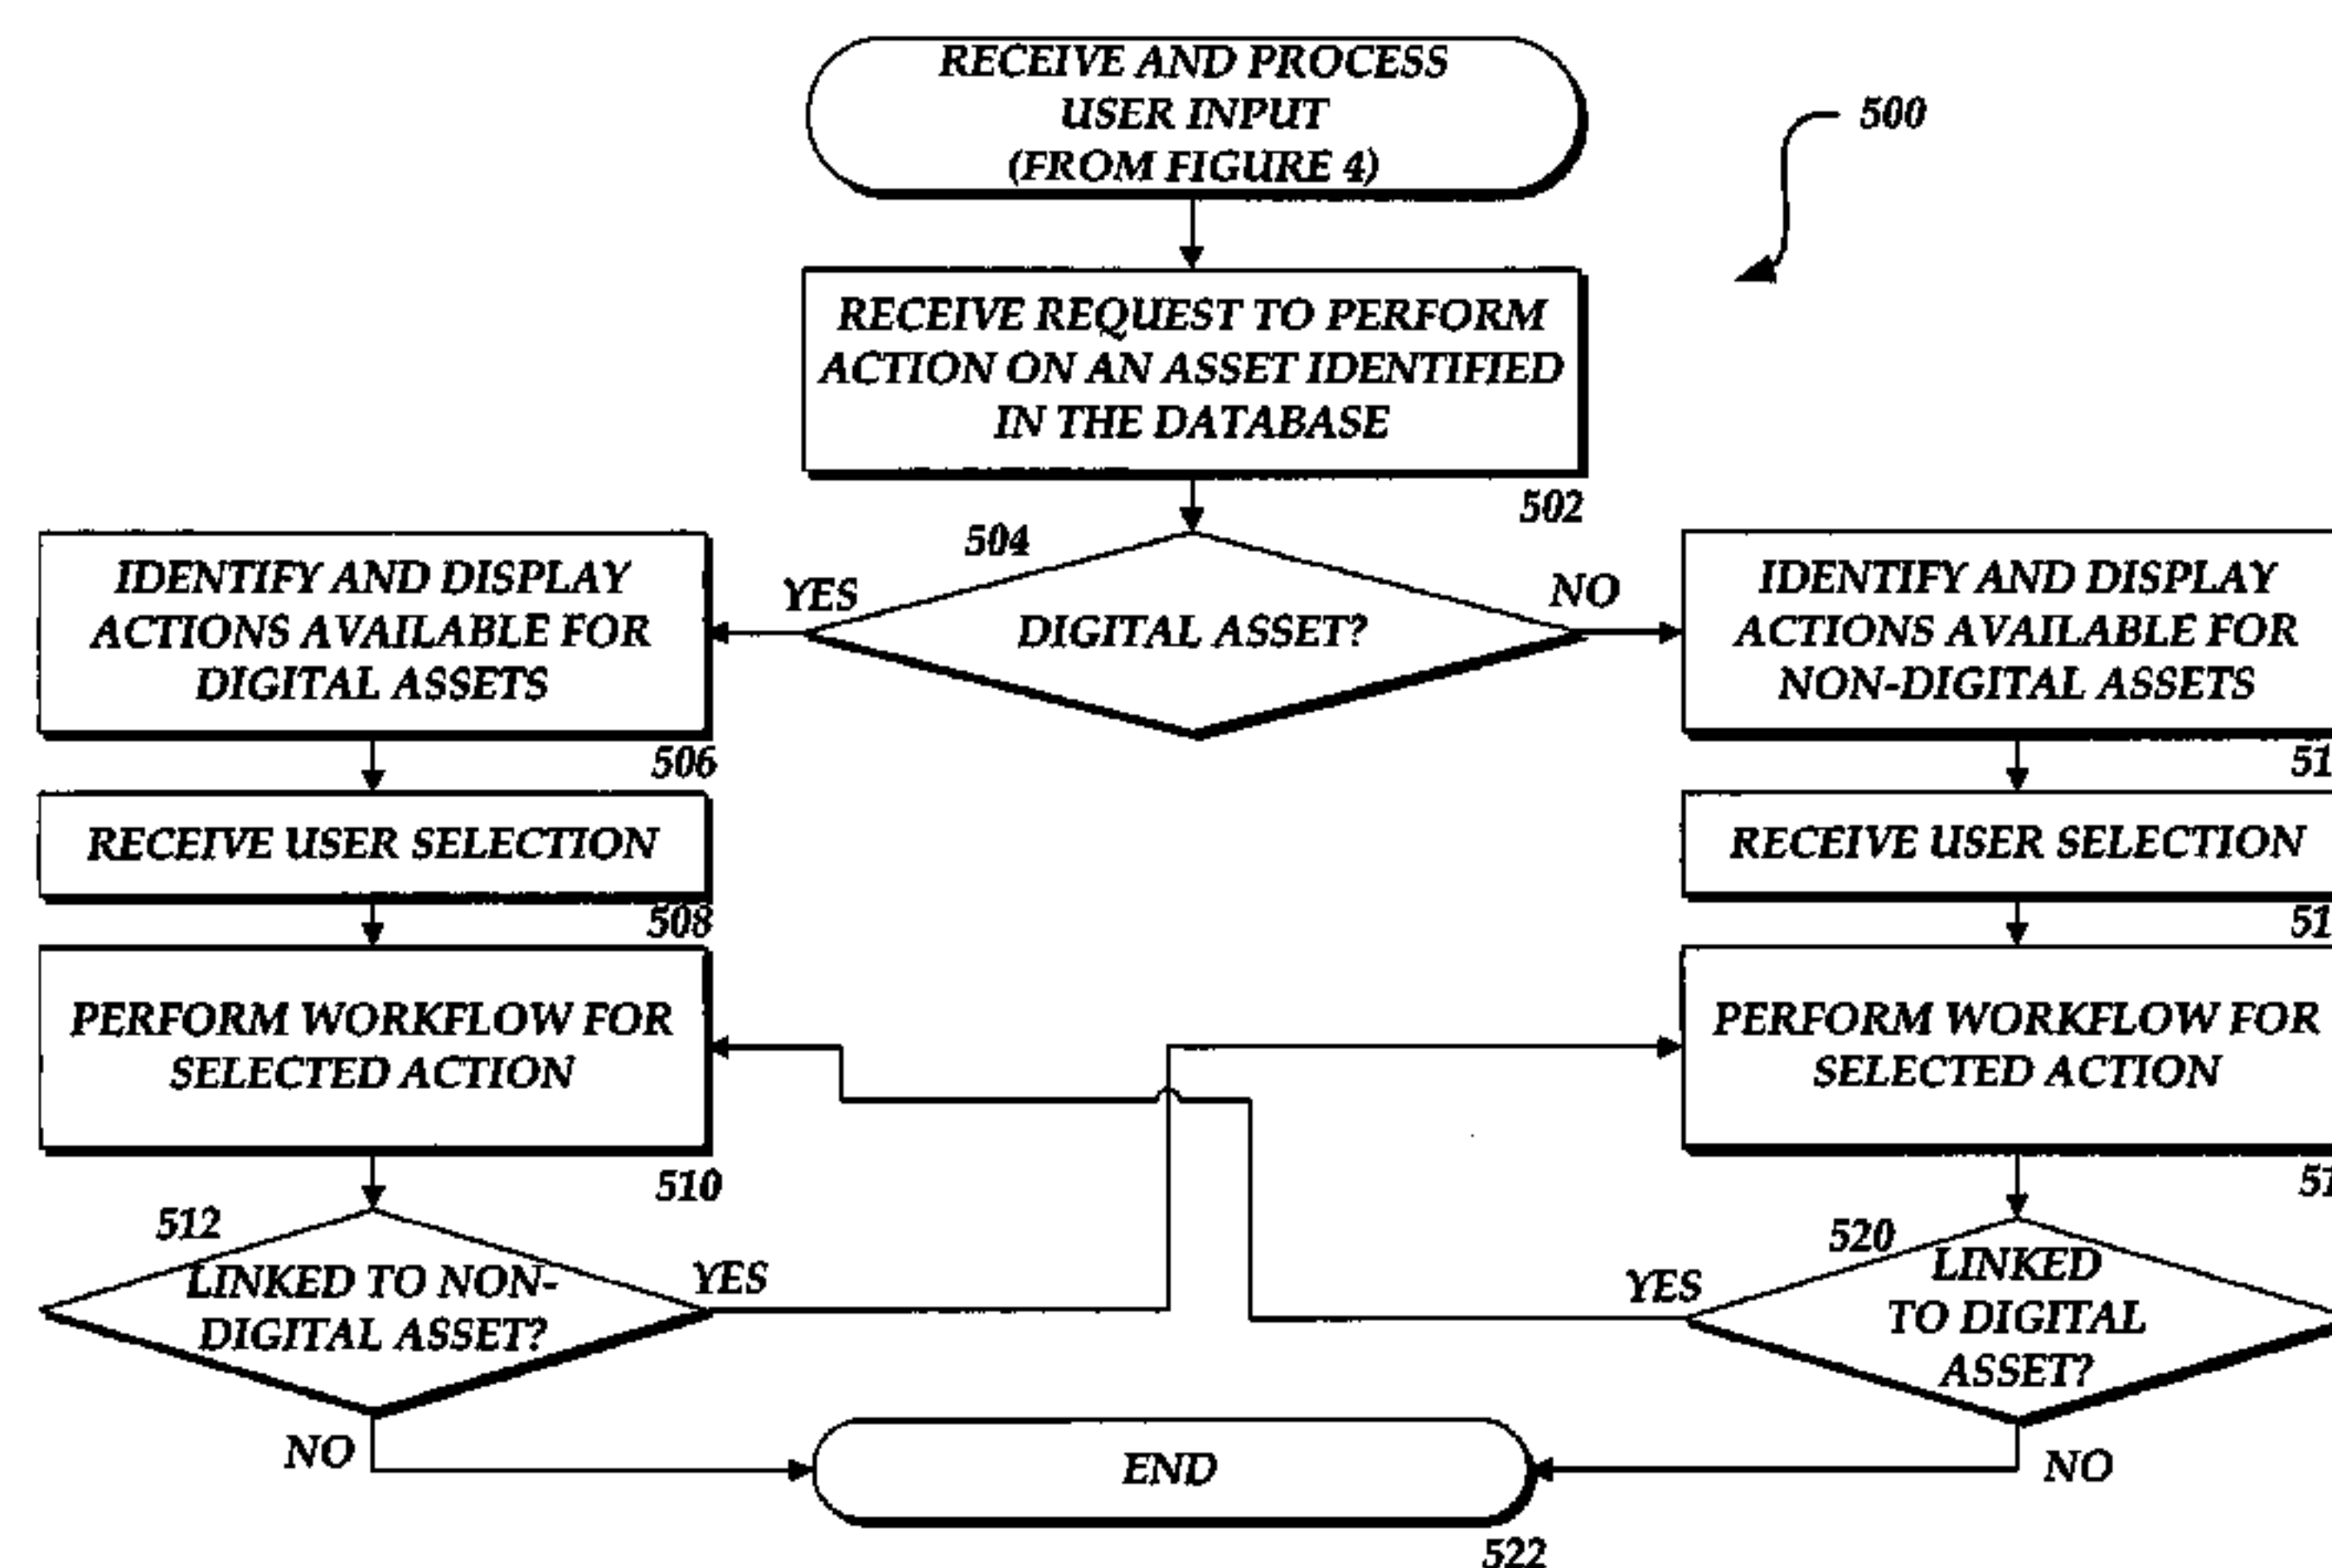 RECEIVE AND PROCESS
USER INPUT
(FROM FIGURE 4)
500
RECEIVE REQUEST TO PERFORM
ACTION ON AN ASSET IDENTIFIED
IN THE DATABASE
502
504
DIGITAL ASSET?
YES
NO
IDENTIFY AND DISPLAY
ACTIONS AVAILABLE FOR
DIGITAL ASSETS
506
RECEIVE USER SELECTION
508
PERFORM WORKFLOW FOR
SELECTED ACTION
510
512
LINKED TO NON-
DIGITAL ASSET?
YES
NO
IDENTIFY AND DISPLAY
ACTIONS AVAILABLE FOR
NON-DIGITAL ASSETS
RECEIVE USER SELECTION
PERFORM WORKFLOW FOR
SELECTED ACTION
520
LINKED
TO DIGITAL
ASSET?
YES
NO
END
522